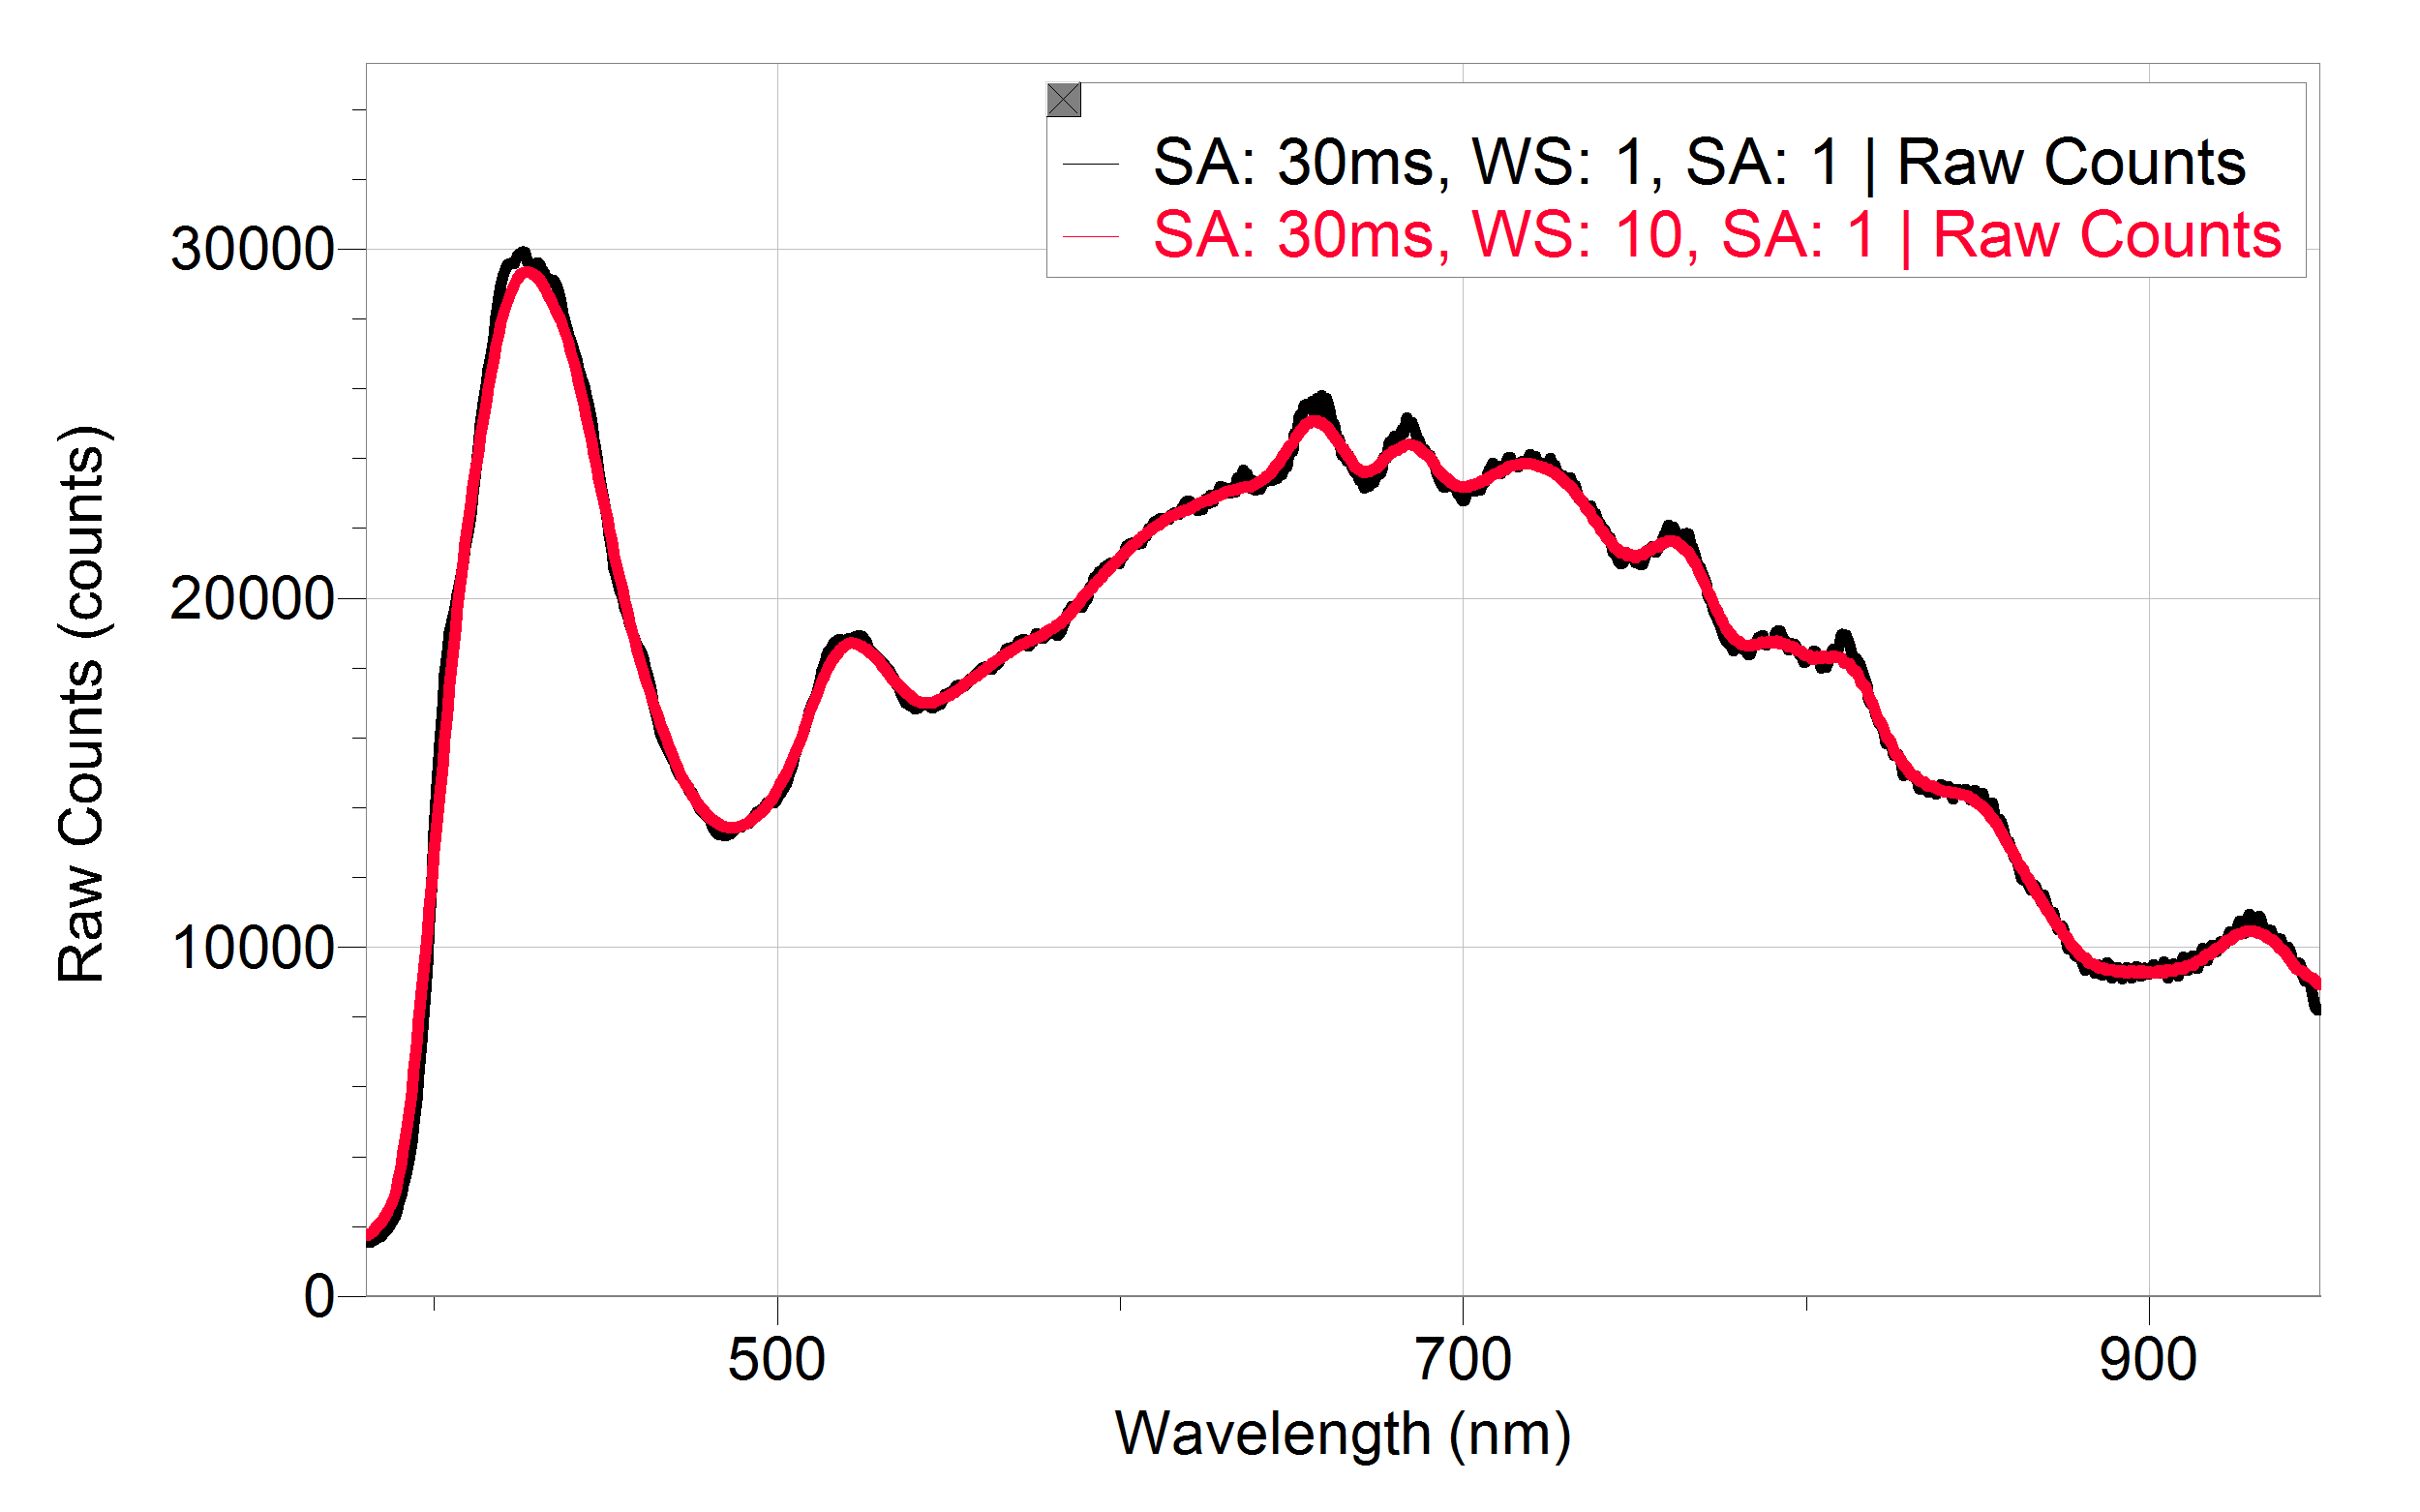 SA: 30ms, WS: 1, SA: 1 | Raw Counts
SA: 30ms, WS: 10, SA: 1 | Raw Counts
Raw Counts (counts)
30000
20000
10000
0
500 700 900
Wavelength (nm)